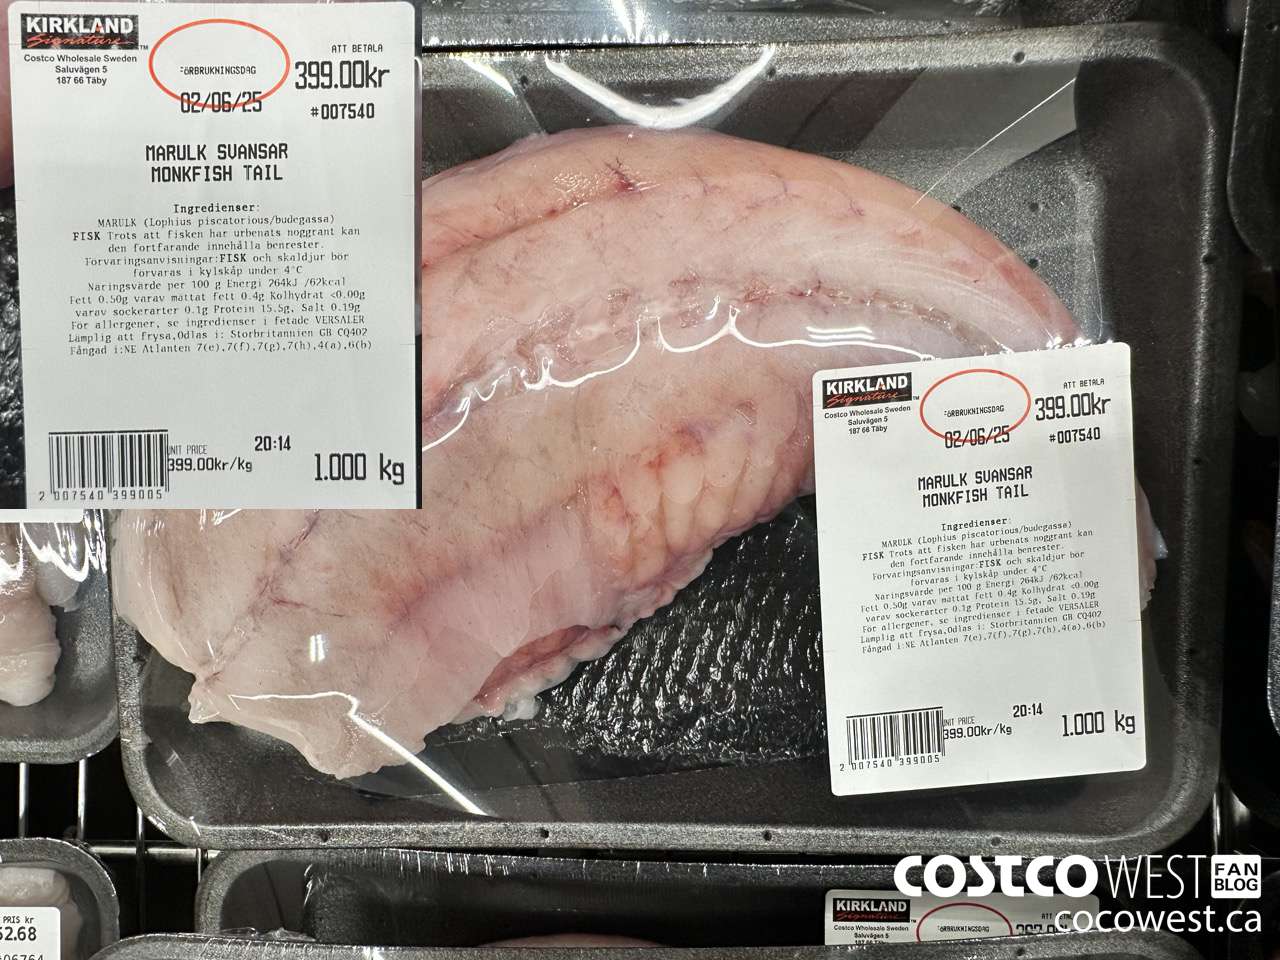 KIRKLAND
Signature™
Costco Wholesale Sweden
Saluvägen 5
187 66 Täby
FÖRBRUKNINGSDAG
02/06/25
ATT BETALA
399.00kr
#007540
MARULK SVANSAR
MONKFISH TAIL
Ingredienser:
MARULK (Lophius piscatorious/budegassa)
FISK Trots att fisken har urbenats noggrant kan
den fortfarande innehålla benrester.
Forvaringsanvisningar:FISK och skaldjur bör
forvaras i kylskåp under 4°C
Näringsvärde per 100 g Energi 264kJ /62kcal
Fett 0.50g varav mättat fett 0.4g Kolhydrat <0.00g
varav sockerarter 0.1g Protein 15.5g, Salt 0.19g
För allergener, se ingredienser i fetade VERSALER
Lämplig att frysa,Odlas i: Storbritannien GB CQ402
Fångad i:NE Atlanten 7(e),7(f),7(g),7(h),4(a),6(b)
2 007540 399005
UNIT PRICE
399.00kr/kg
20:14
1.000 kg
KIRKLAND
Signature™
Costco Wholesale Sweden
Saluvägen 5
187 66 Täby
FÖRBRUKNINGSDAG
02/06/25
ATT BETALA
399.00kr
#007540
MARULK SVANSAR
MONKFISH TAIL
Ingredienser:
MARULK (Lophius piscatorious/budegassa)
FISK Trots att fisken har urbenats noggrant kan
den fortfarande innehålla benrester.
Forvaringsanvisningar:FISK och skaldjur bör
forvaras i kylskåp under 4°C
Näringsvärde per 100 g Energi 264kJ /62kcal
Fett 0.50g varav mättat fett 0.4g Kolhydrat <0.00g
varav sockerarter 0.1g Protein 15.5g, Salt 0.19g
För allergener, se ingredienser i fetade VERSALER
Lämplig att frysa,Odlas i: Storbritannien GB CQ402
Fångad i:NE Atlanten 7(e),7(f),7(g),7(h),4(a),6(b)
2 007540 399005
UNIT PRICE
399.00kr/kg
20:14
1.000 kg
COSTCO WEST FAN BLOG
cocowest.ca
KIRKLAND
Signature
Costco Wholesale Sweden
Saluvägen 5
187 66 Täby
FÖRBRUKNINGSDAG
ATT
PRIS kr
52.68
06764